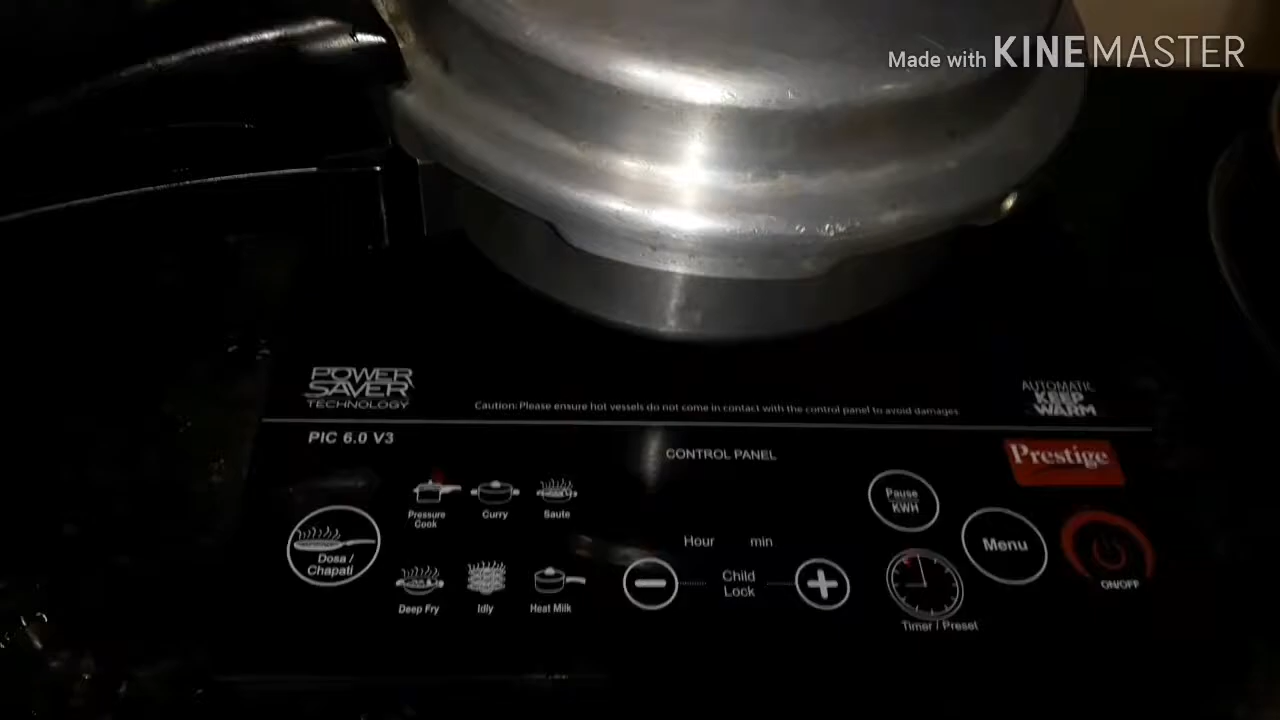 Made with KINEMASTER
POWER
SAVER
TECHNOLOGY
Caution: Please ensure hot vessels do not come in contact with the control panel to avoid damages
AUTOMATIC
KEEP
WARM
PIC 6.0 V3
CONTROL PANEL
Prestige
Pressure
Cook
Curry
Saute
Pause
KWH
Dosa /
Chapati
Hour min
Menu
Child
Lock
ON/OFF
Deep Fry
Idly
Heat Milk
Timer / Preset